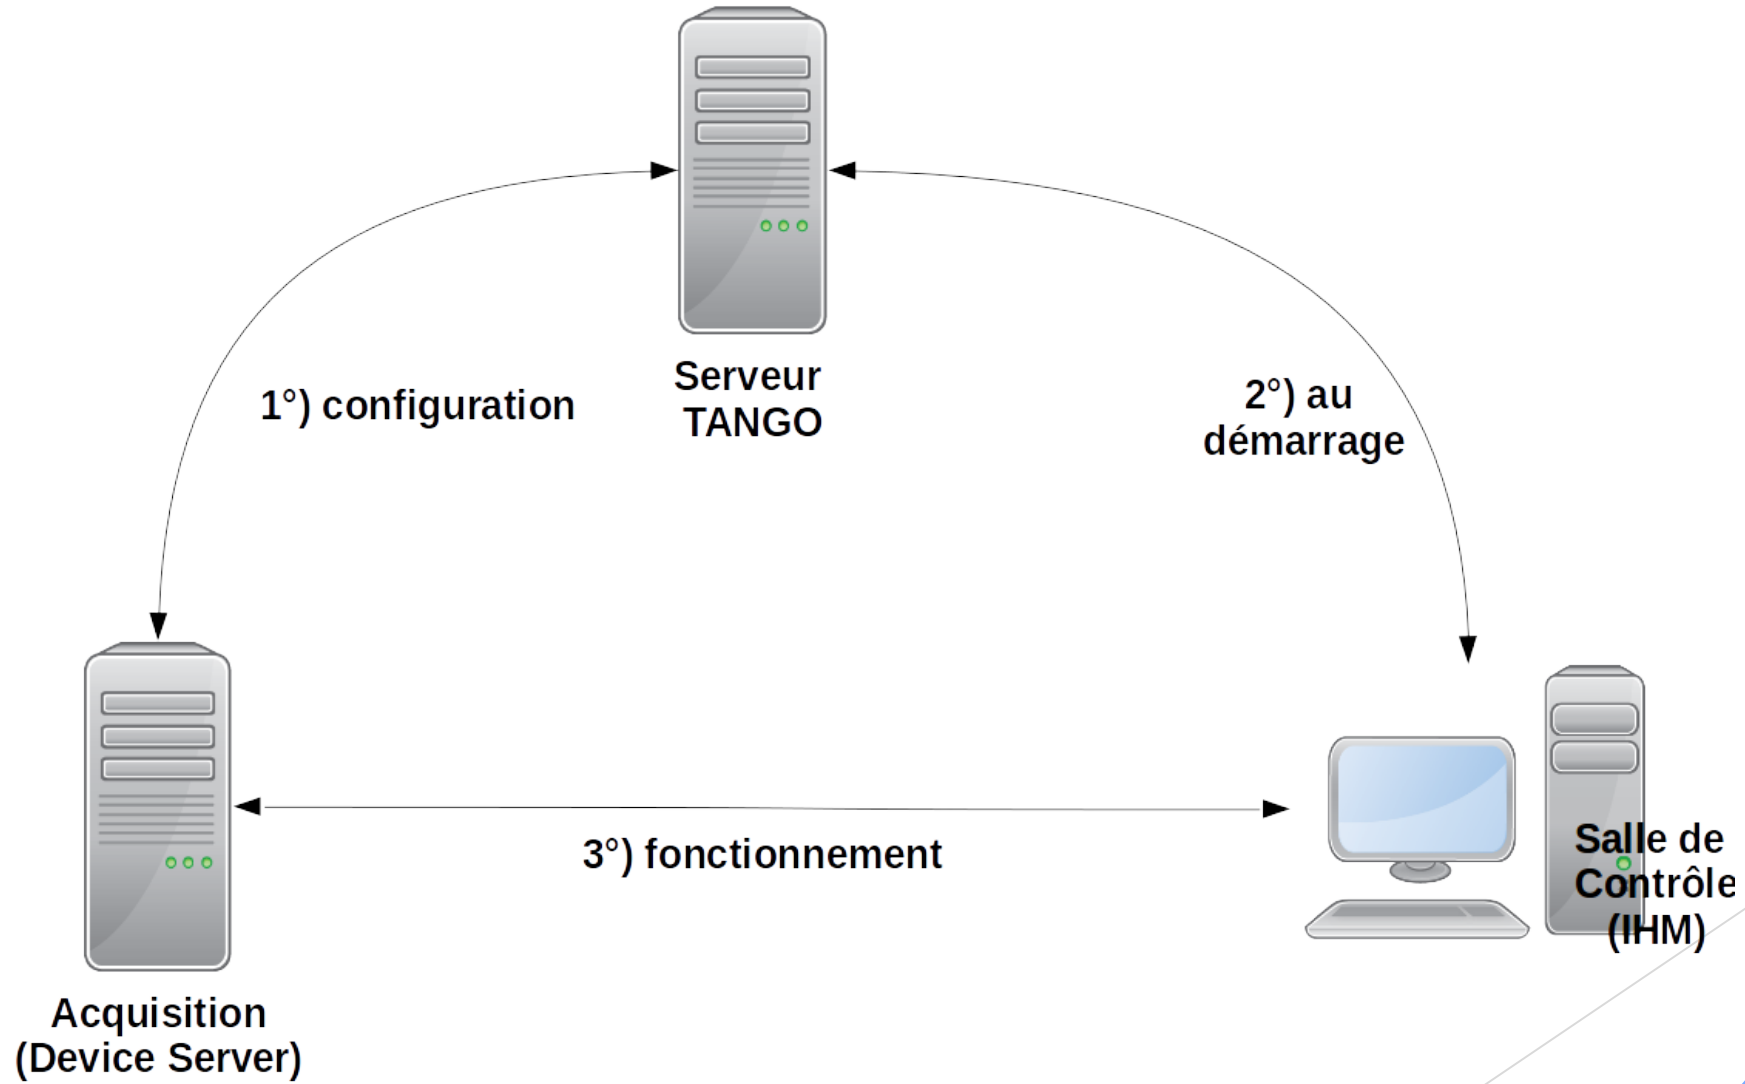 Serveur
TANGO
1°) configuration
2°) au
démarrage
3°) fonctionnement
Salle de
Contrôle
(IHM)
Acquisition
(Device Server)